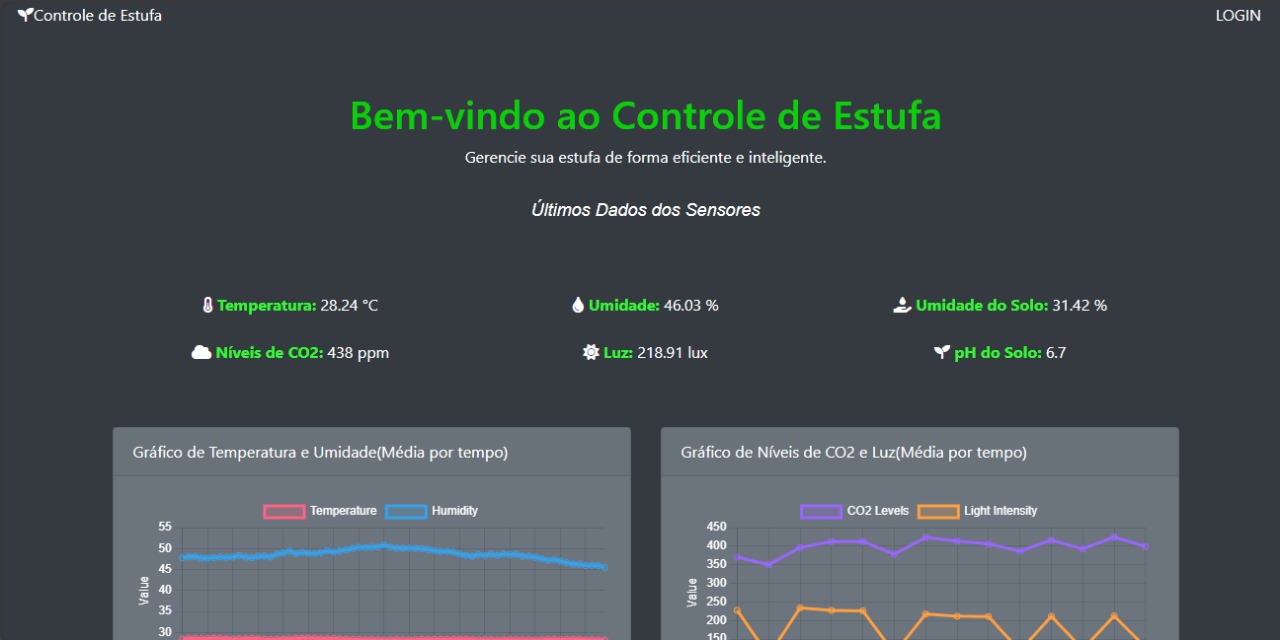 Controle de Estufa LOGIN
Bem-vindo ao Controle de Estufa
Gerencie sua estufa de forma eficiente e inteligente.
Últimos Dados dos Sensores
Temperatura: 28.24 °C Umidade: 46.03 % Umidade do Solo: 31.42 %
Níveis de CO2: 438 ppm Luz: 218.91 lux pH do Solo: 6.7
Gráfico de Temperatura e Umidade(Média por tempo)
Temperature Humidity
55
50
45
40
35
30
Value
Gráfico de Níveis de CO2 e Luz(Média por tempo)
CO2 Levels Light Intensity
450
400
350
300
250
200
150
Value